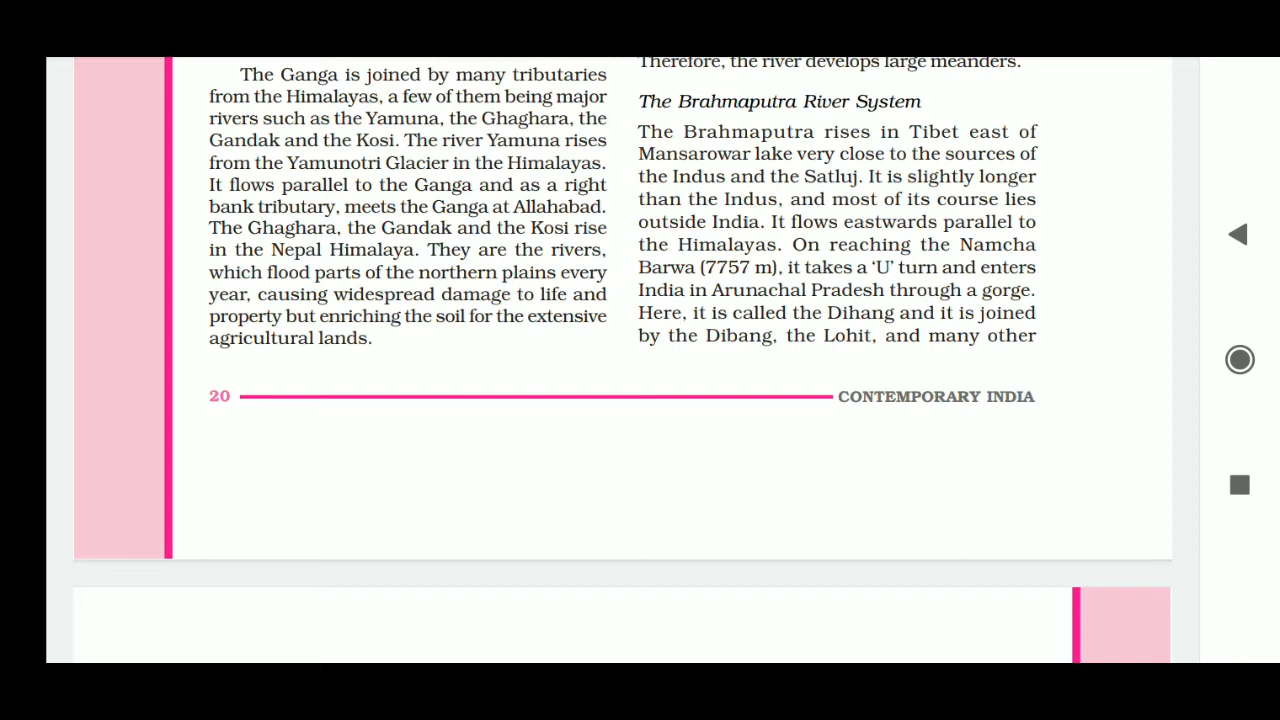 The Ganga is joined by many tributaries
from the Himalayas, a few of them being major
rivers such as the Yamuna, the Ghaghara, the
Gandak and the Kosi. The river Yamuna rises
from the Yamunotri Glacier in the Himalayas.
It flows parallel to the Ganga and as a right
bank tributary, meets the Ganga at Allahabad.
The Ghaghara, the Gandak and the Kosi rise
in the Nepal Himalaya. They are the rivers,
which flood parts of the northern plains every
year, causing widespread damage to life and
property but enriching the soil for the extensive
agricultural lands.
Therefore, the river develops large meanders.
The Brahmaputra River System
The Brahmaputra rises in Tibet east of
Mansarowar lake very close to the sources of
the Indus and the Satluj. It is slightly longer
than the Indus, and most of its course lies
outside India. It flows eastwards parallel to
the Himalayas. On reaching the Namcha
Barwa (7757 m), it takes a ‘U’ turn and enters
India in Arunachal Pradesh through a gorge.
Here, it is called the Dihang and it is joined
by the Dibang, the Lohit, and many other
20
CONTEMPORARY INDIA